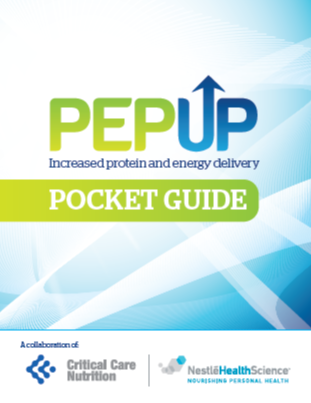 PEPUP
Increased protein and energy delivery
POCKET GUIDE
A collaboration of:
Critical Care
Nutrition
NestléHealthScience
NOURISHING PERSONAL HEALTH